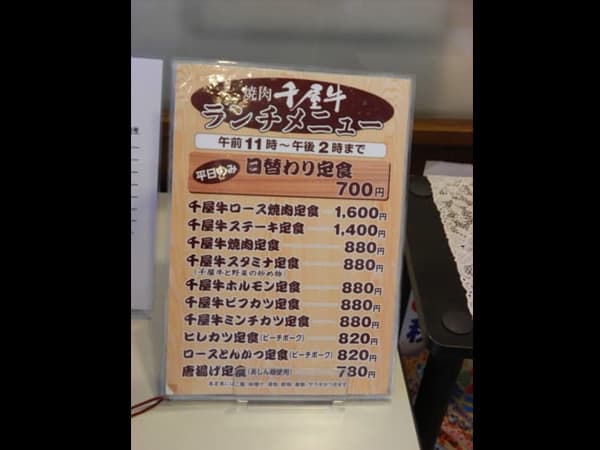 焼肉 千屋牛
ランチメニュー
午前11時～午後2時まで
平日のみ 日替わり定食
700円
千屋牛ロース焼肉定食 1,600円
千屋牛ステーキ定食 1,400円
千屋牛焼肉定食 880円
千屋牛スタミナ定食 880円
(千屋牛と野菜の炒め物)
千屋牛ホルモン定食 880円
千屋牛ビフカツ定食 880円
千屋牛ミンチカツ定食 880円
ヒレカツ定食(ピーチポーク) 820円
ロースとんかつ定食(ピーチポーク) 820円
唐揚げ定食 780円